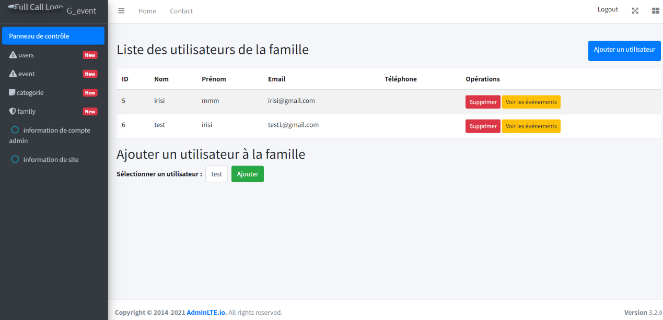 Full Call Logo G_event
Home Contact Logout
Panneau de contrôle
users New
event New
categorie New
family New
information de compte
admin
information de site
Liste des utilisateurs de la famille
Ajouter un utilisateur
ID Nom Prénom Email Téléphone Opérations
5 irisi mmm irisi@gmail.com Supprimer Voir les événements
6 test irisi test1@gmail.com Supprimer Voir les événements
Ajouter un utilisateur à la famille
Sélectionner un utilisateur : test Ajouter
Copyright © 2014-2021 AdminLTE.io. All rights reserved. Version 3.2.0